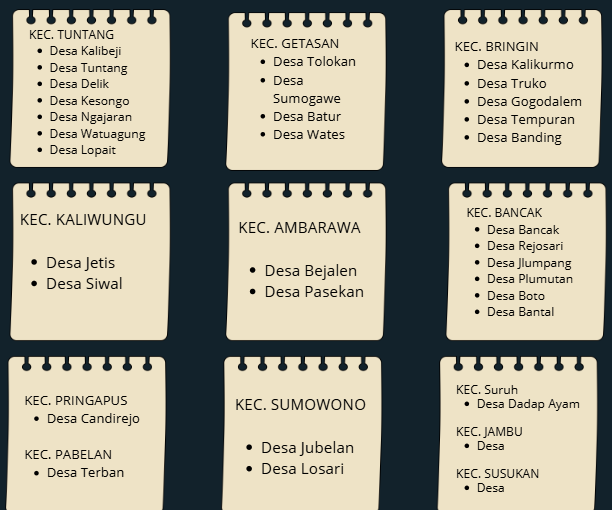 KEC. TUNTANG
• Desa Kalibeji
• Desa Tuntang
• Desa Delik
• Desa Kesongo
• Desa Ngajaran
• Desa Watuagung
• Desa Lopait
KEC. GETASAN
• Desa Tolokan
• Desa
Sumogawe
• Desa Batur
• Desa Wates
KEC. BRINGIN
• Desa Kalikurmo
• Desa Truko
• Desa Gogodalem
• Desa Tempuran
• Desa Banding
KEC. KALIWUNGU
• Desa Jetis
• Desa Siwal
KEC. AMBARAWA
• Desa Bejalen
• Desa Pasekan
KEC. BANCAK
• Desa Bancak
• Desa Rejosari
• Desa Jlumpang
• Desa Plumutan
• Desa Boto
• Desa Bantal
KEC. PRINGAPUS
• Desa Candirejo
KEC. PABELAN
• Desa Terban
KEC. SUMOWONO
• Desa Jubelan
• Desa Losari
KEC. Suruh
• Desa Dadap Ayam
KEC. JAMBU
• Desa
KEC. SUSUKAN
• Desa